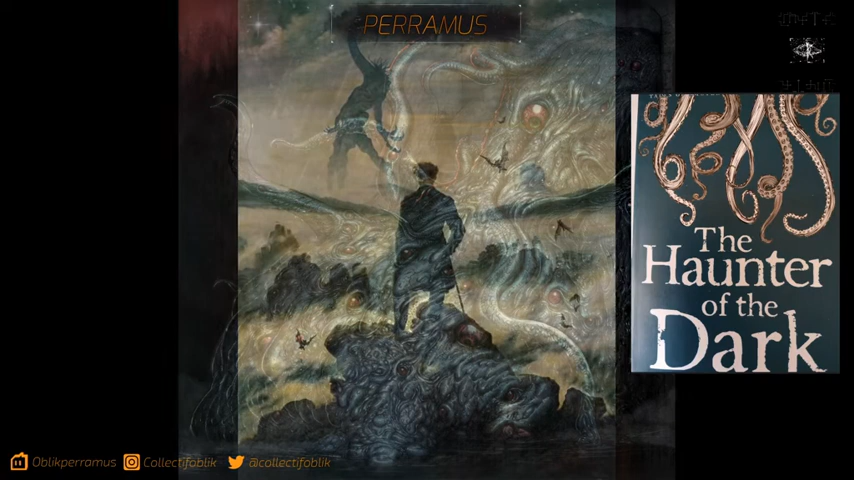 PERRAMUS
The
Haunter
of the
Dark
Oblikperramus Collectifoblik @collectifoblik